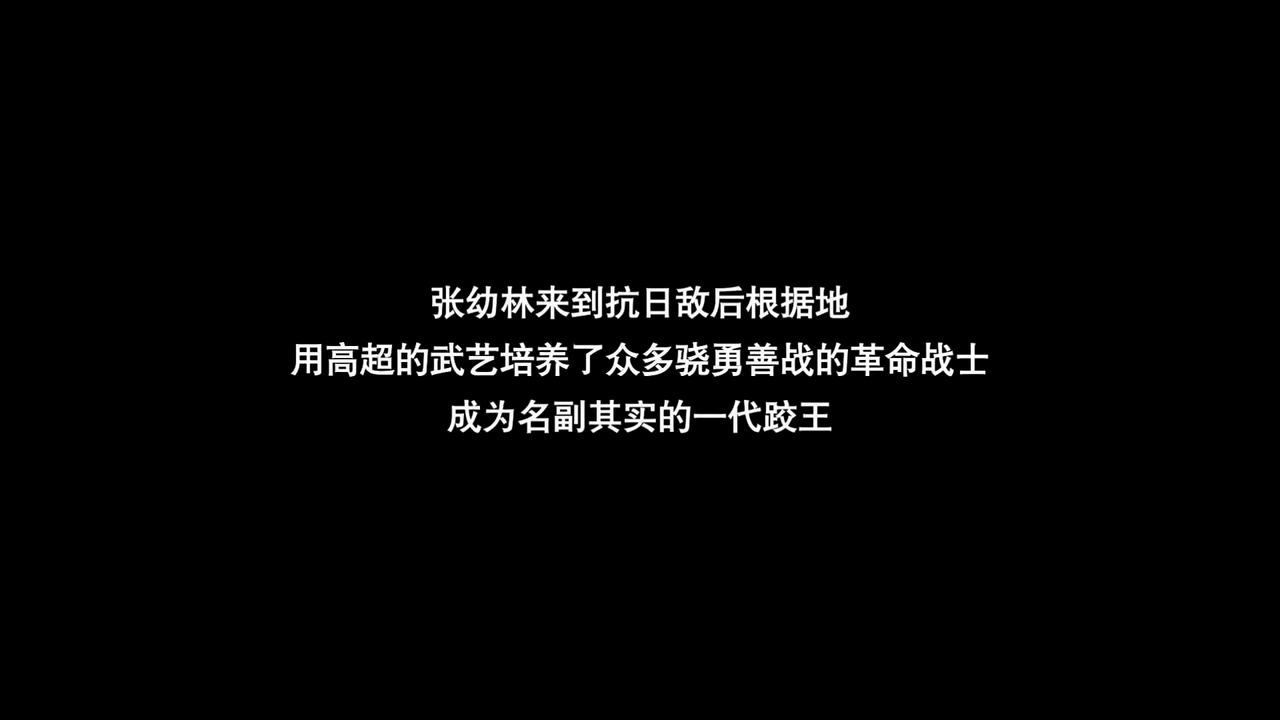 张幼林来到抗日敌后根据地
用高超的武艺培养了众多骁勇善战的革命战士
成为名副其实的一代跤王